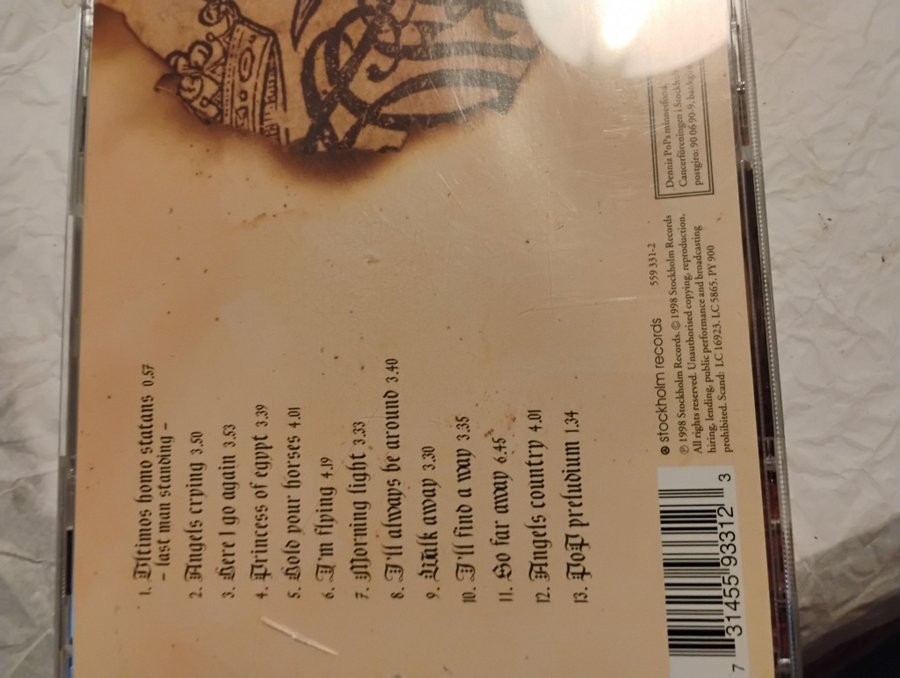 1. Ultimos homo statans 0.57
- last man standing -
2. Angels crying 3.50
3. Here I go again 3.53
4. Princess of egypt 3.39
5. Hold your horses 4.01
6. I'm flying 4.19
7. Morning light 3.33
8. I'll always be around 3.40
9. Walk away 3.30
10. I'll find a way 3.35
11. So far away 6.45
12. Angels country 4.01
13. PoP preludium 1.34
stockholm records 559 331-2
℗ 1998 Stockholm Records. © 1998 Stockholm Records
All rights reserved. Unauthorised copying, reproduction,
hiring, lending, public performance and broadcasting
prohibited. Scand: LC 16923. LC 5865. PY 900
Denniz PoPs minnesfond,
Cancerföreningen i Stockh
postgiro: 90 06 90-9,
7 31455 93312 3